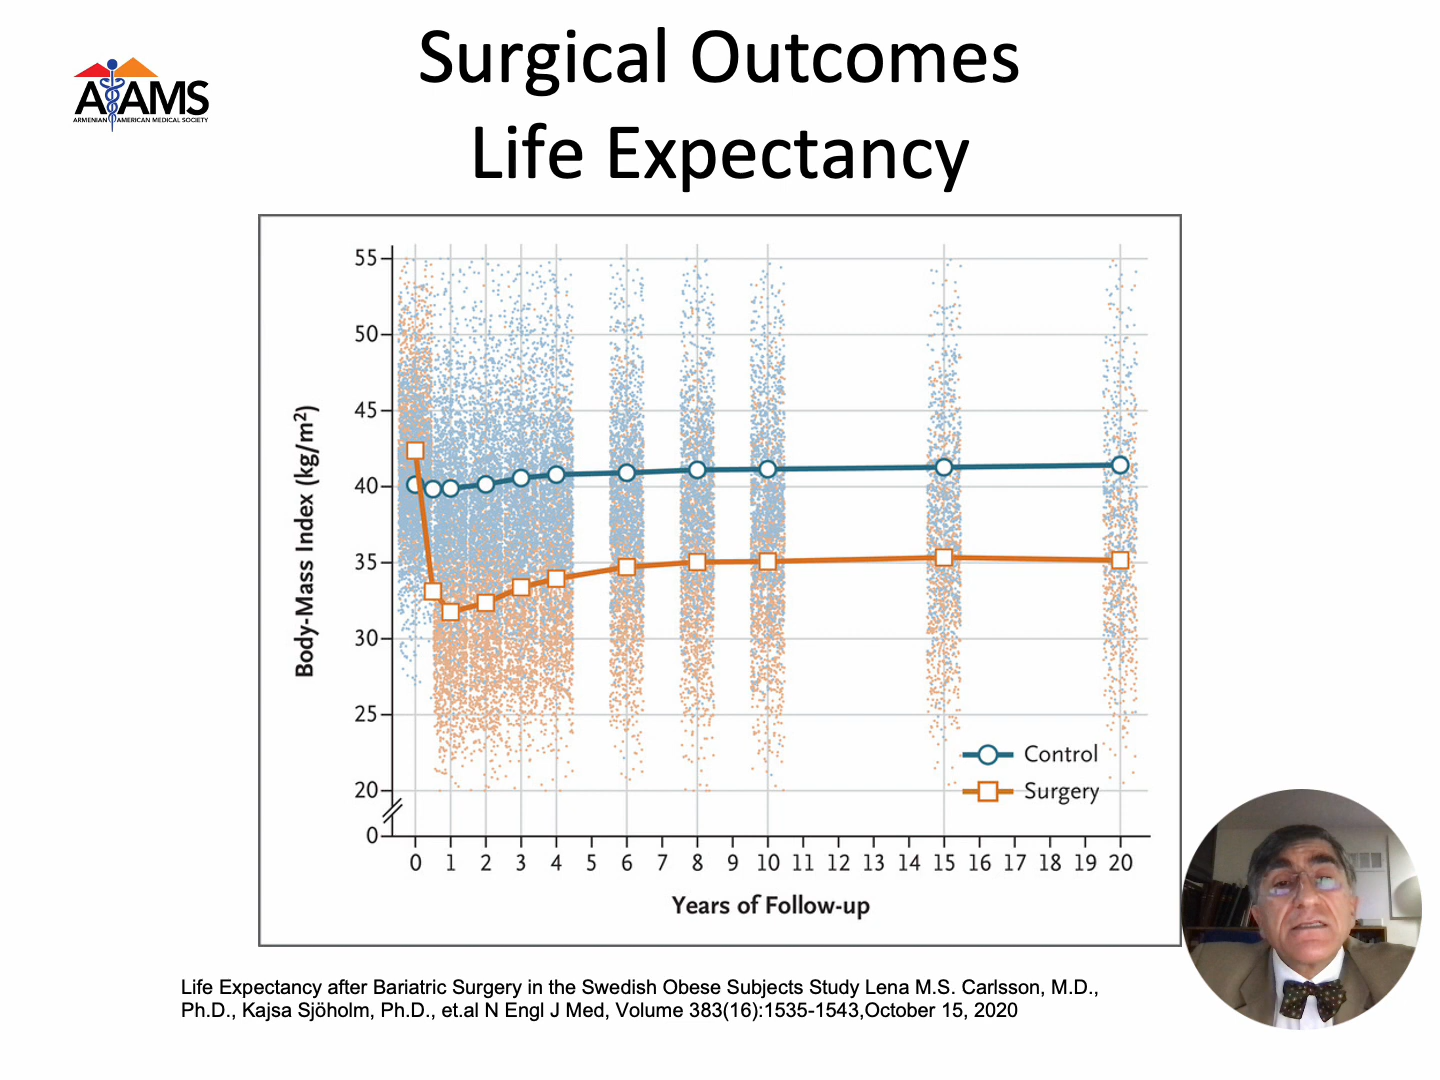 Surgical Outcomes
Life Expectancy
AAMS
ARMENIAN AMERICAN MEDICAL SOCIETY
55
50
45
40
35
30
25
20
0
Body-Mass Index (kg/m²)
Control
Surgery
0 1 2 3 4 5 6 7 8 9 10 11 12 13 14 15 16 17 18 19 20
Years of Follow-up
Life Expectancy after Bariatric Surgery in the Swedish Obese Subjects Study Lena M.S. Carlsson, M.D.,
Ph.D., Kajsa Sjöholm, Ph.D., et.al N Engl J Med, Volume 383(16):1535-1543,October 15, 2020